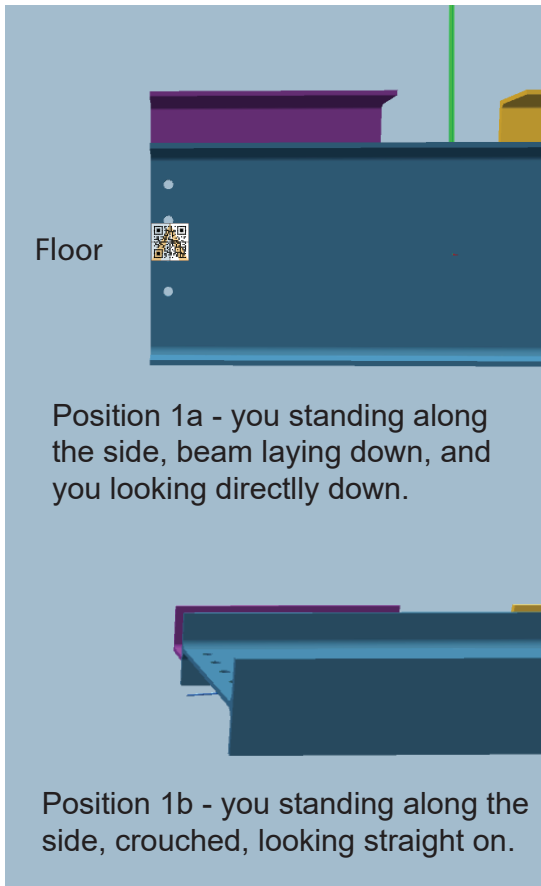 Floor
Position 1a - you standing along
the side, beam laying down, and
you looking directlly down.
Position 1b - you standing along the
side, crouched, looking straight on.